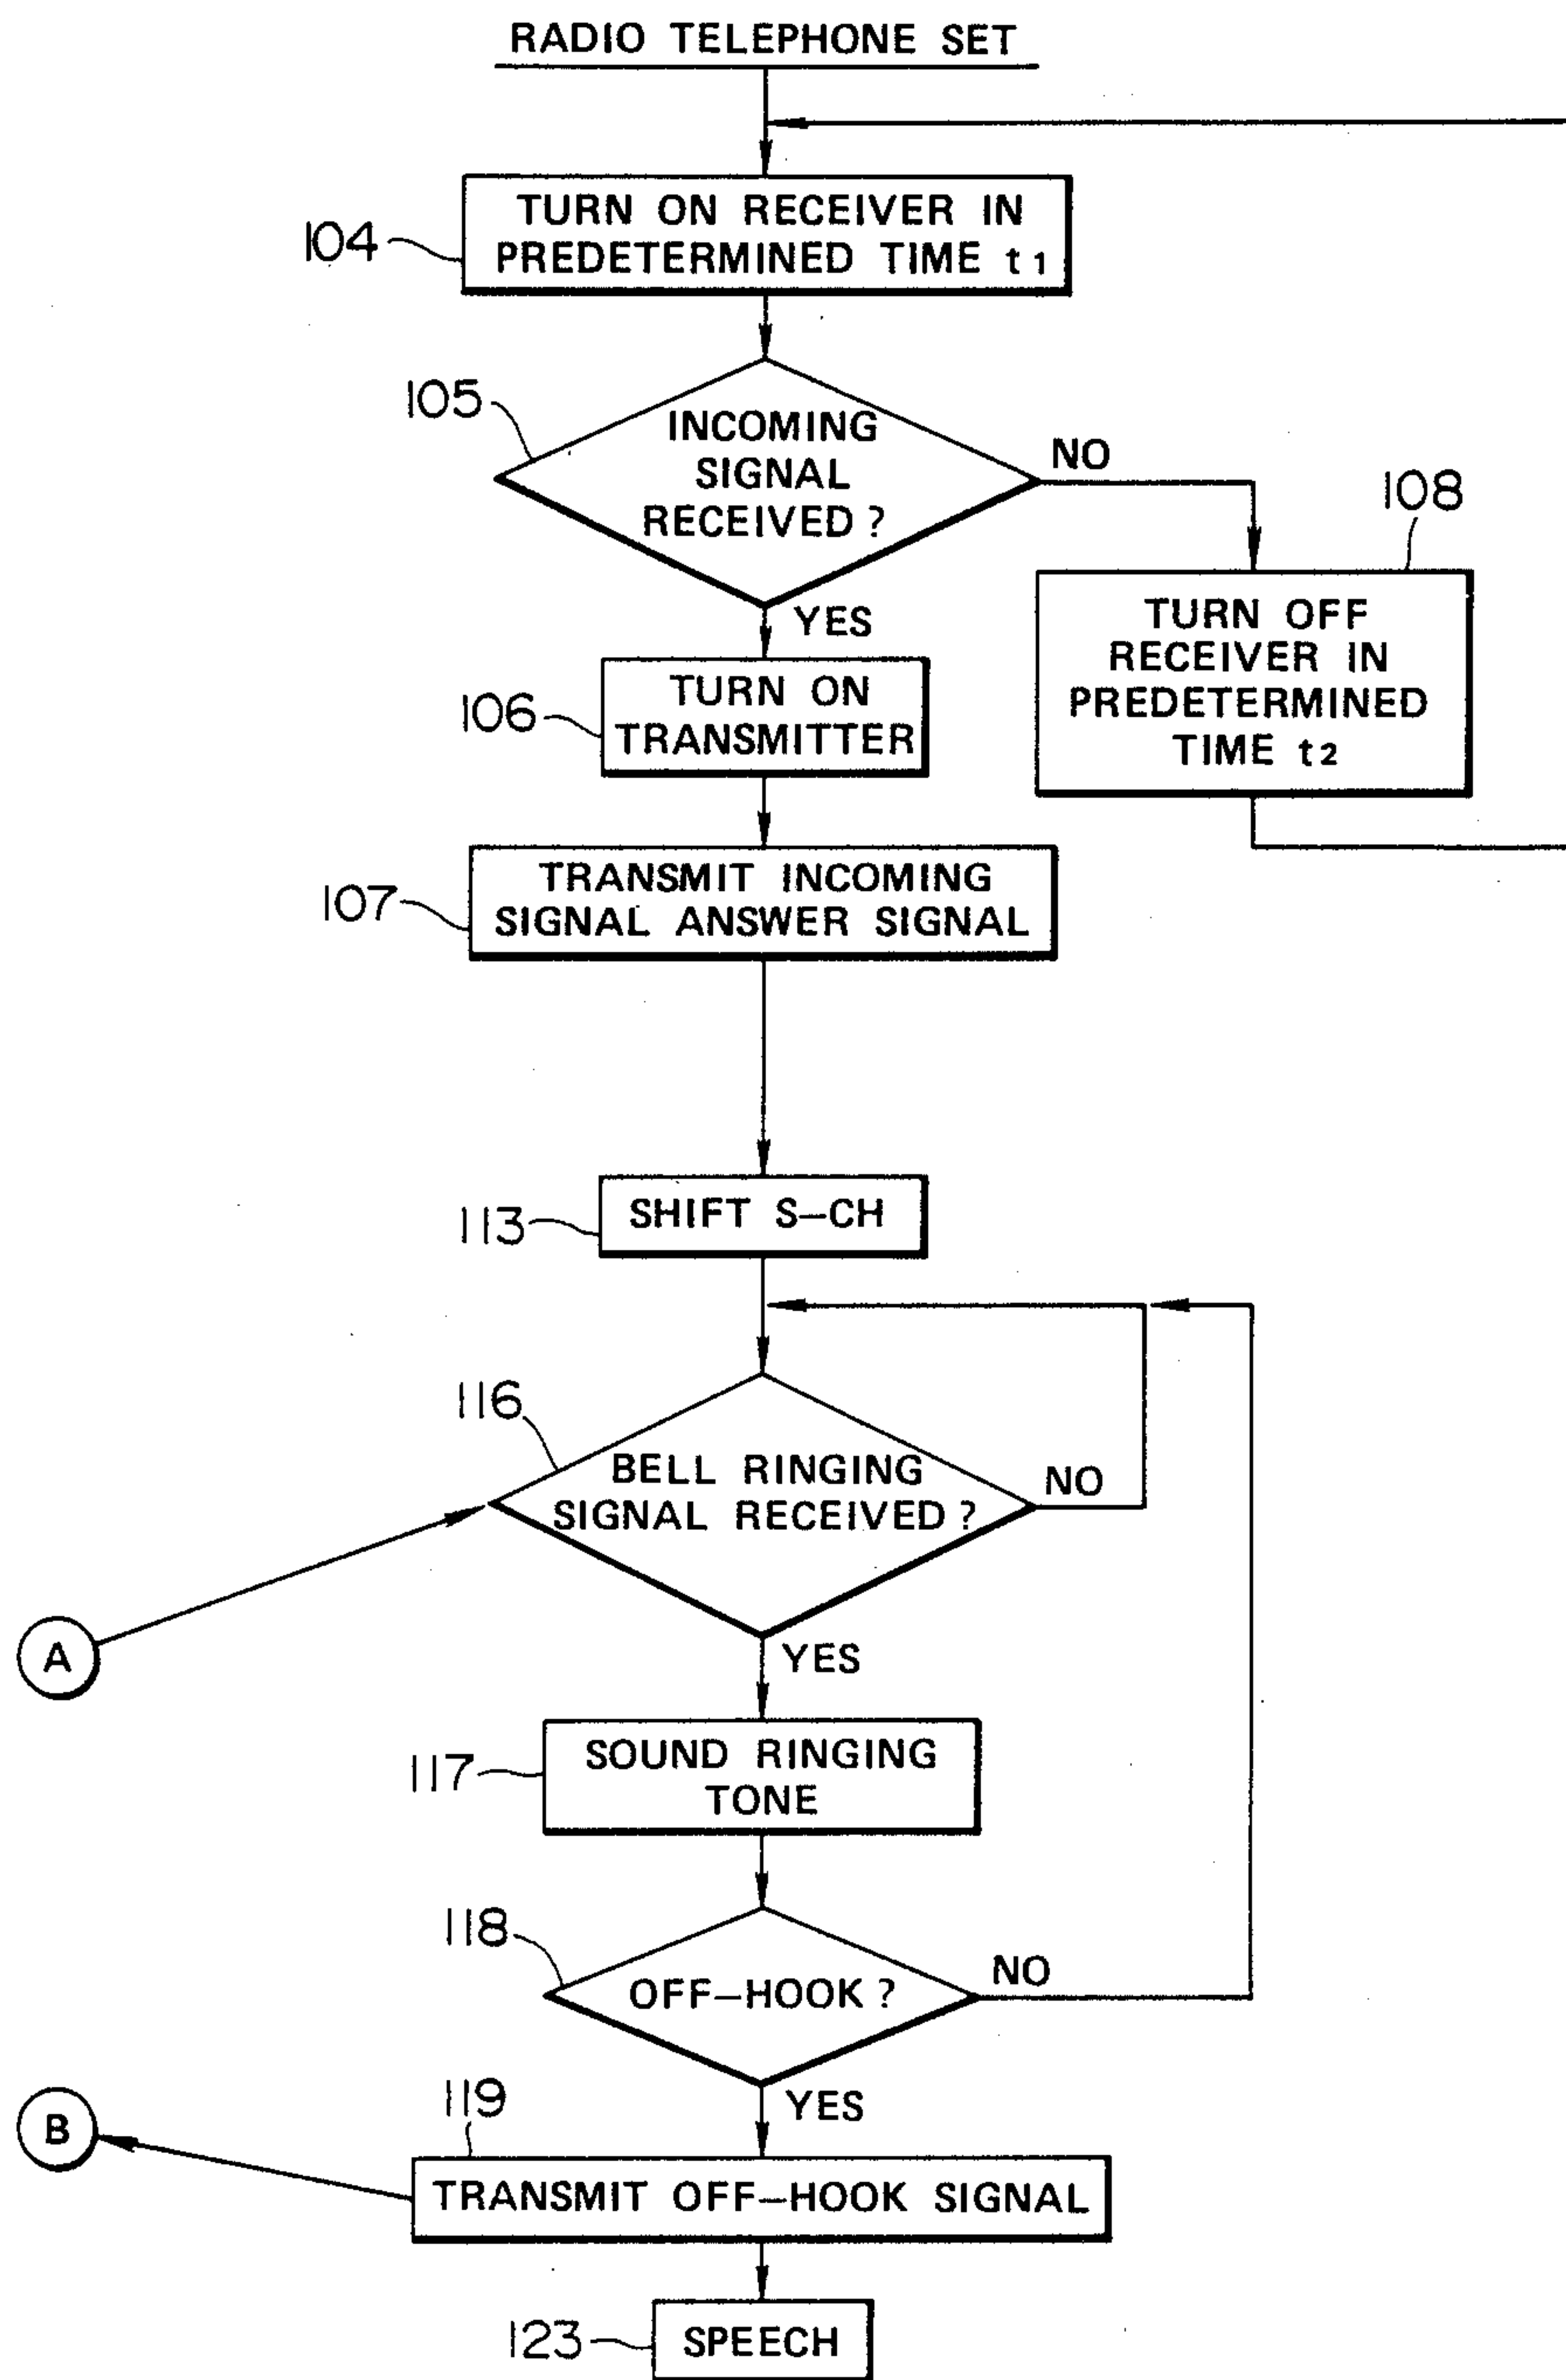 RADIO TELEPHONE SET
104
TURN ON RECEIVER IN
PREDETERMINED TIME t1
105
INCOMING
SIGNAL
RECEIVED ?
NO
108
YES
TURN OFF
RECEIVER IN
PREDETERMINED
TIME t2
106
TURN ON
TRANSMITTER
107
TRANSMIT INCOMING
SIGNAL ANSWER SIGNAL
113
SHIFT S-CH
116
BELL RINGING
SIGNAL RECEIVED ?
NO
A
YES
117
SOUND RINGING
TONE
118
OFF-HOOK ?
NO
YES
B
119
TRANSMIT OFF-HOOK SIGNAL
123
SPEECH